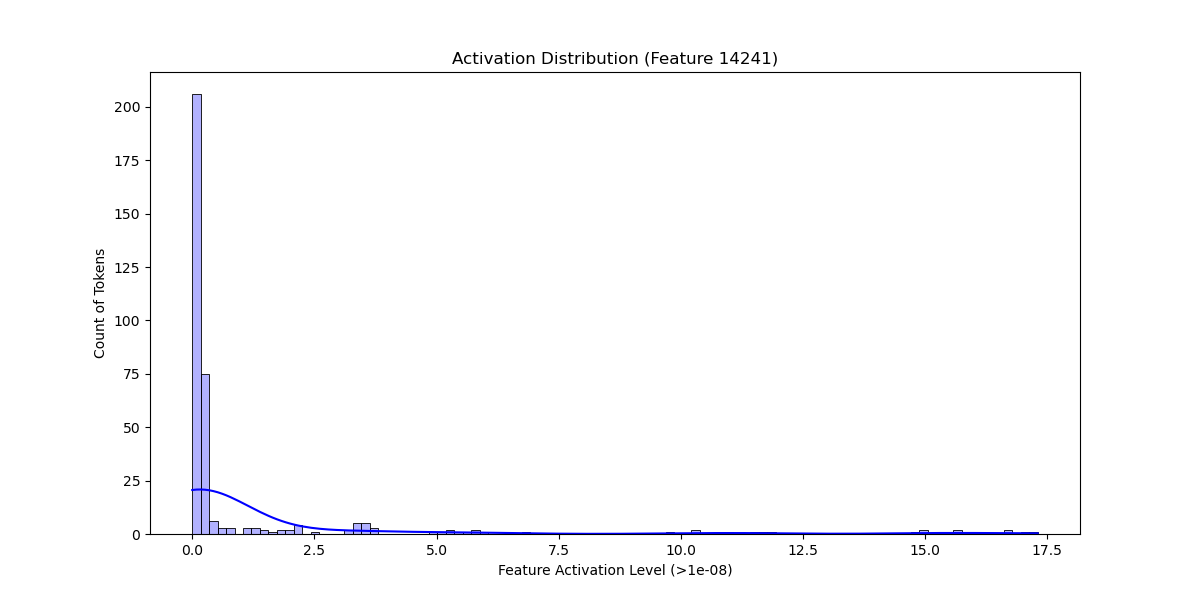 Activation Distribution (Feature 14241)
200
175
150
125
100
75
50
25
0
Count of Tokens
0.0 2.5 5.0 7.5 10.0 12.5 15.0 17.5
Feature Activation Level (>1e-08)